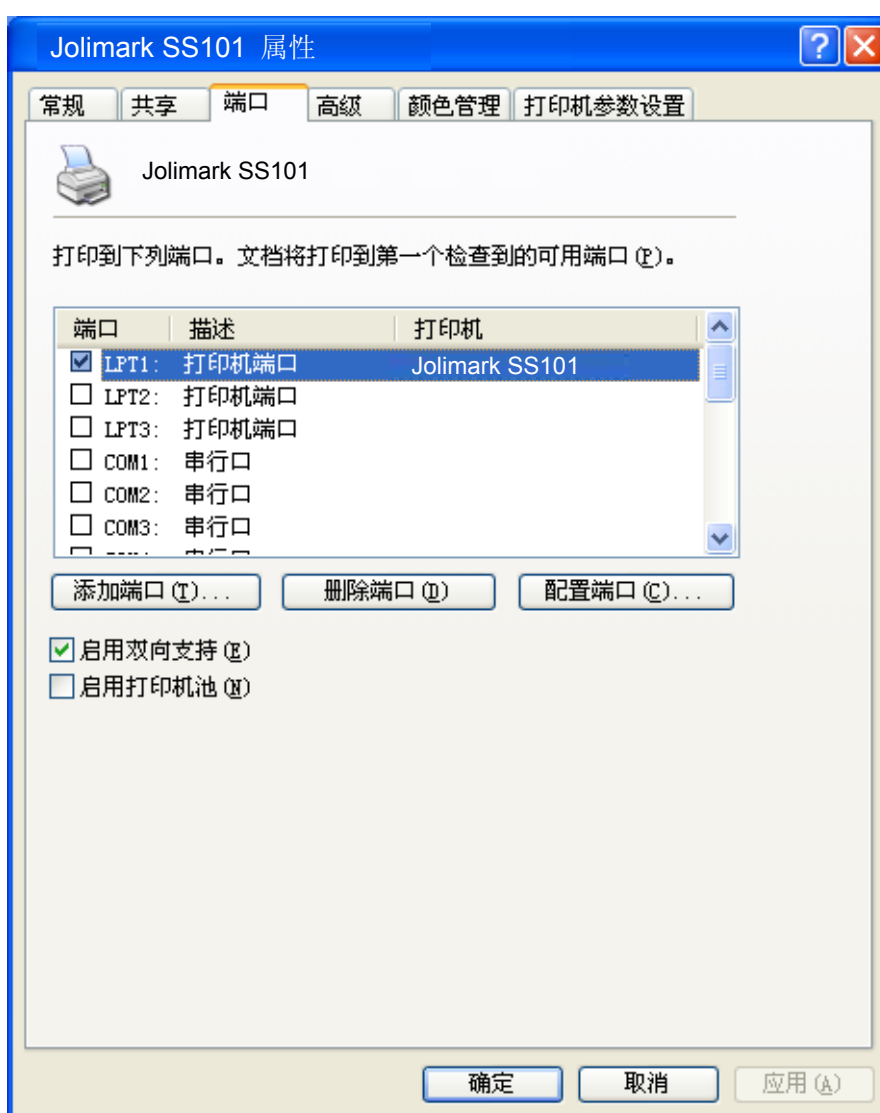 Jolimark SS101 属性
常规 共享 端口 高级 颜色管理 打印机参数设置
Jolimark SS101
打印到下列端口。文档将打印到第一个检查到的可用端口(P)。
端口 描述 打印机
LPT1: 打印机端口 Jolimark SS101
LPT2: 打印机端口
LPT3: 打印机端口
COM1: 串行口
COM2: 串行口
COM3: 串行口
添加端口(T)... 删除端口(D) 配置端口(C)...
启用双向支持(E)
启用打印机池(N)
确定 取消 应用(A)